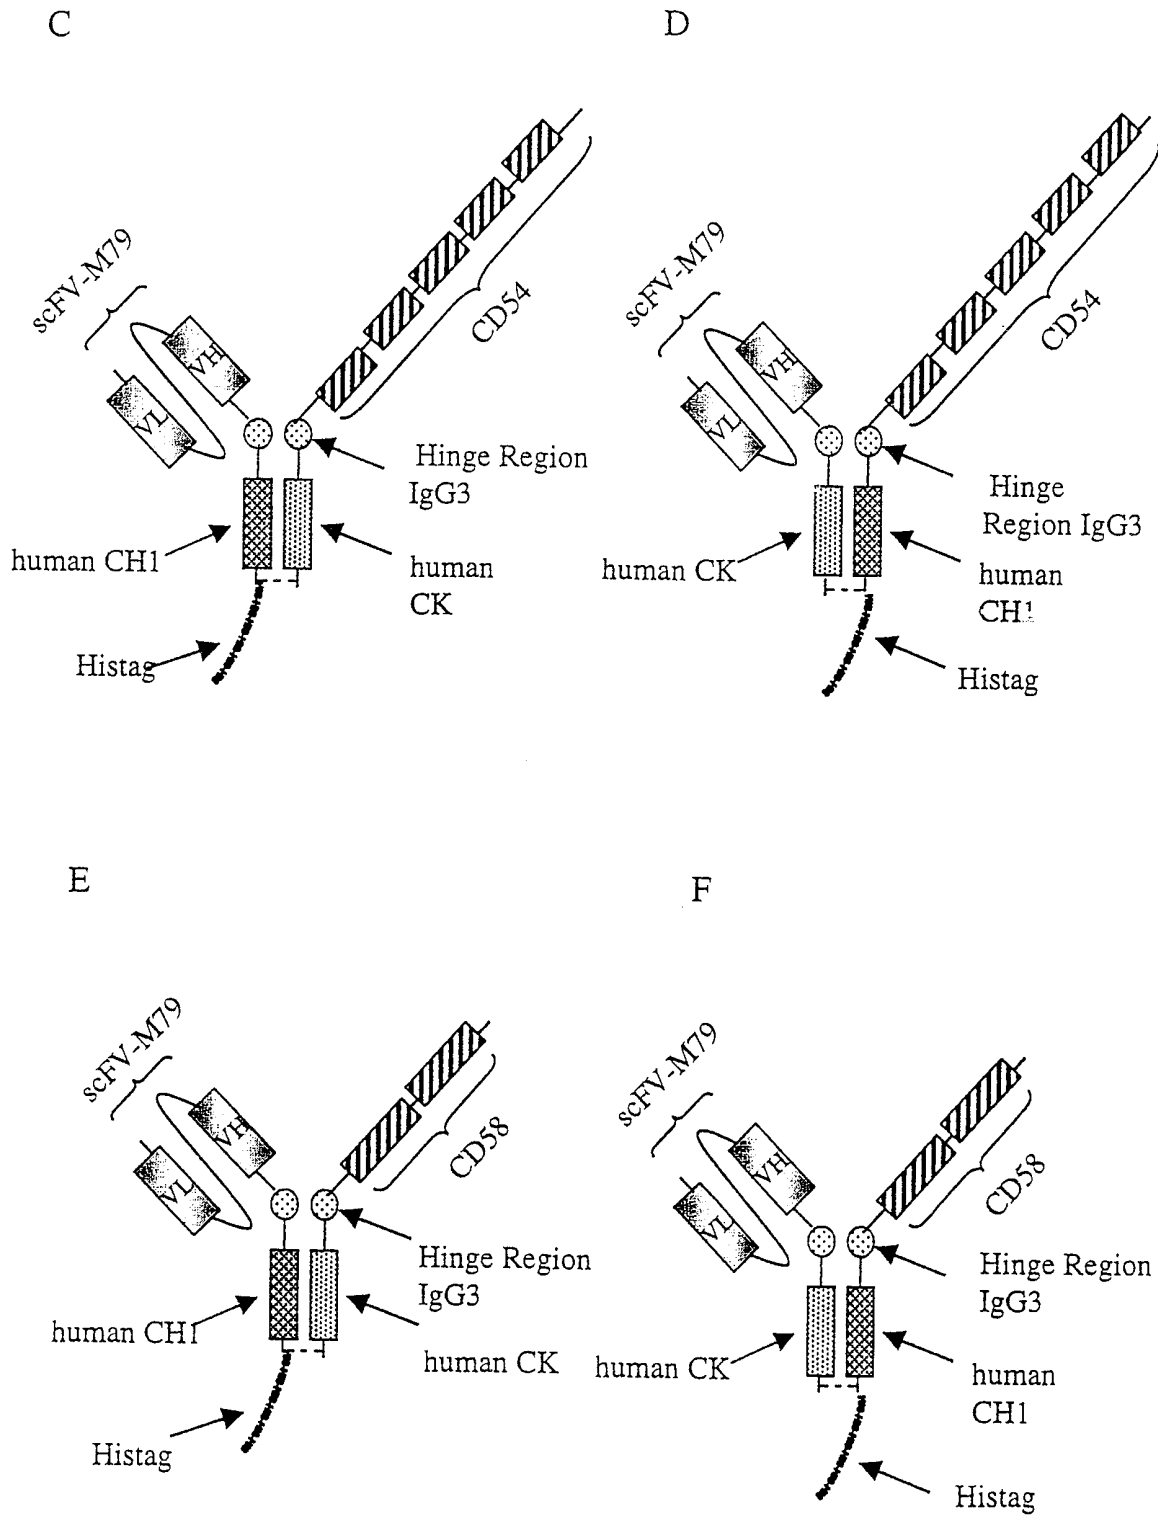 C
scFV-M79
VH
VL
CD54
Hinge Region
IgG3
human CH1
human
CK
Histag
D
scFV-M79
VH
VL
CD54
Hinge
Region IgG3
human CK
human
CH1
Histag
E
scFV-M79
VH
VL
CD58
Hinge Region
IgG3
human CH1
human CK
Histag
F
scFV-M79
VH
VL
CD58
Hinge Region
IgG3
human CK
human
CH1
Histag